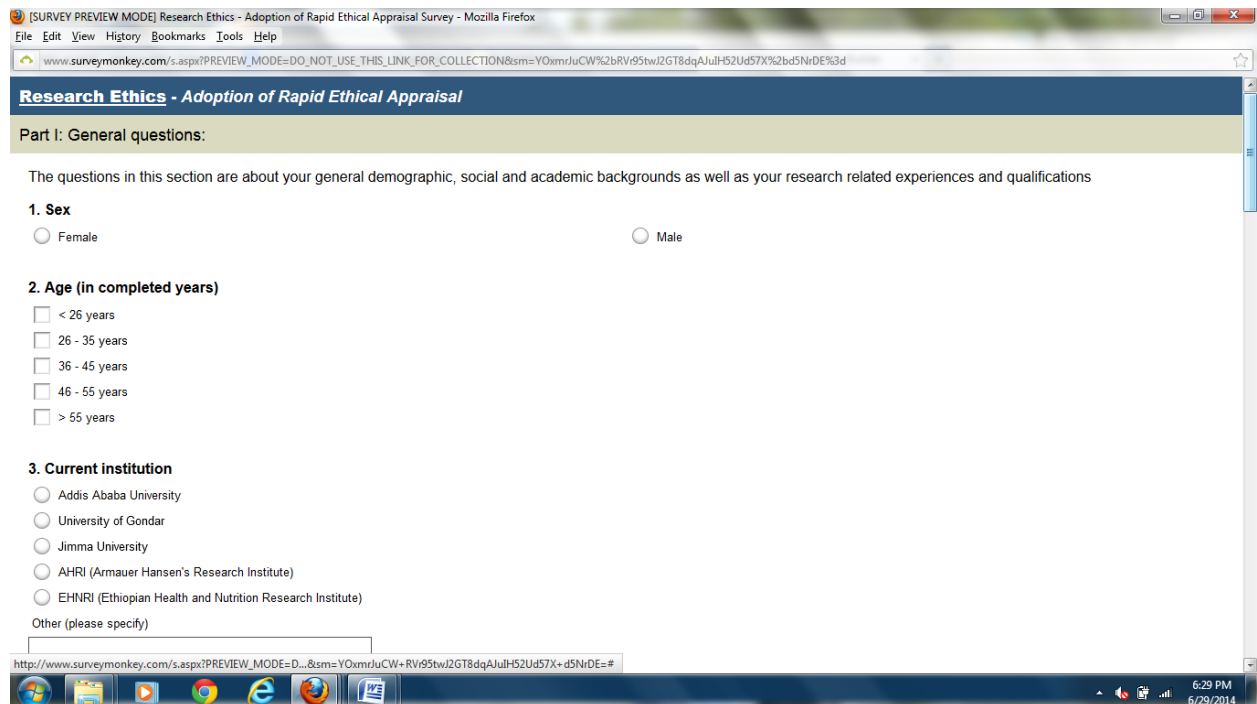 [SURVEY PREVIEW MODE] Research Ethics - Adoption of Rapid Ethical Appraisal Survey - Mozilla Firefox
File Edit View History Bookmarks Tools Help
www.surveymonkey.com/s.aspx?PREVIEW_MODE=DO_NOT_USE_THIS_LINK_FOR_COLLECTION&sm=YOxmrJuCW%2bRVr95twJ2GT8dqAJuIH52Ud57X%2bd5NrDE%3d
Research Ethics - Adoption of Rapid Ethical Appraisal
Part I: General questions:
The questions in this section are about your general demographic, social and academic backgrounds as well as your research related experiences and qualifications
1. Sex
Female Male
2. Age (in completed years)
< 26 years
26 - 35 years
36 - 45 years
46 - 55 years
> 55 years
3. Current institution
Addis Ababa University
University of Gondar
Jimma University
AHRI (Armauer Hansen's Research Institute)
EHNRI (Ethiopian Health and Nutrition Research Institute)
Other (please specify)
http://www.surveymonkey.com/s.aspx?PREVIEW_MODE=D...&sm=YOxmrJuCW+RVr95twJ2GT8dqAJuIH52Ud57X+d5NrDE=#
6:29 PM
6/29/2014